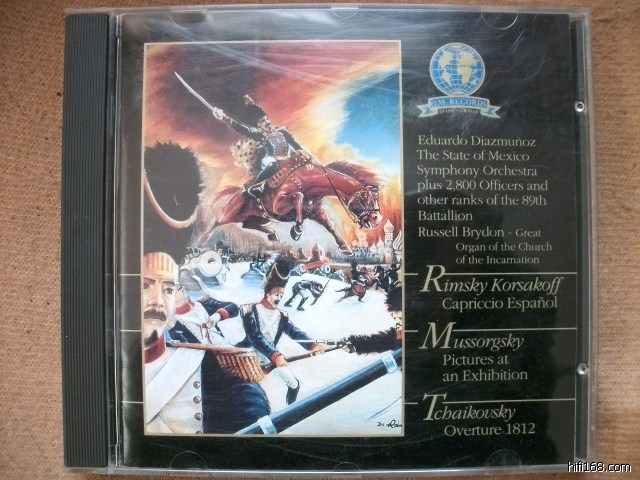 I.M. RECORDS
INTERNATIONAL
Eduardo Diazmuñoz
The State of Mexico
Symphony Orchestra
plus 2,800 Officers and
other ranks of the 89th
Battallion
Russell Brydon - Great
Organ of the Church
of the Incarnation
Rimsky Korsakoff
Capriccio Español
Mussorgsky
Pictures at
an Exhibition
Tchaikovsky
Overture 1812
hifi168.com